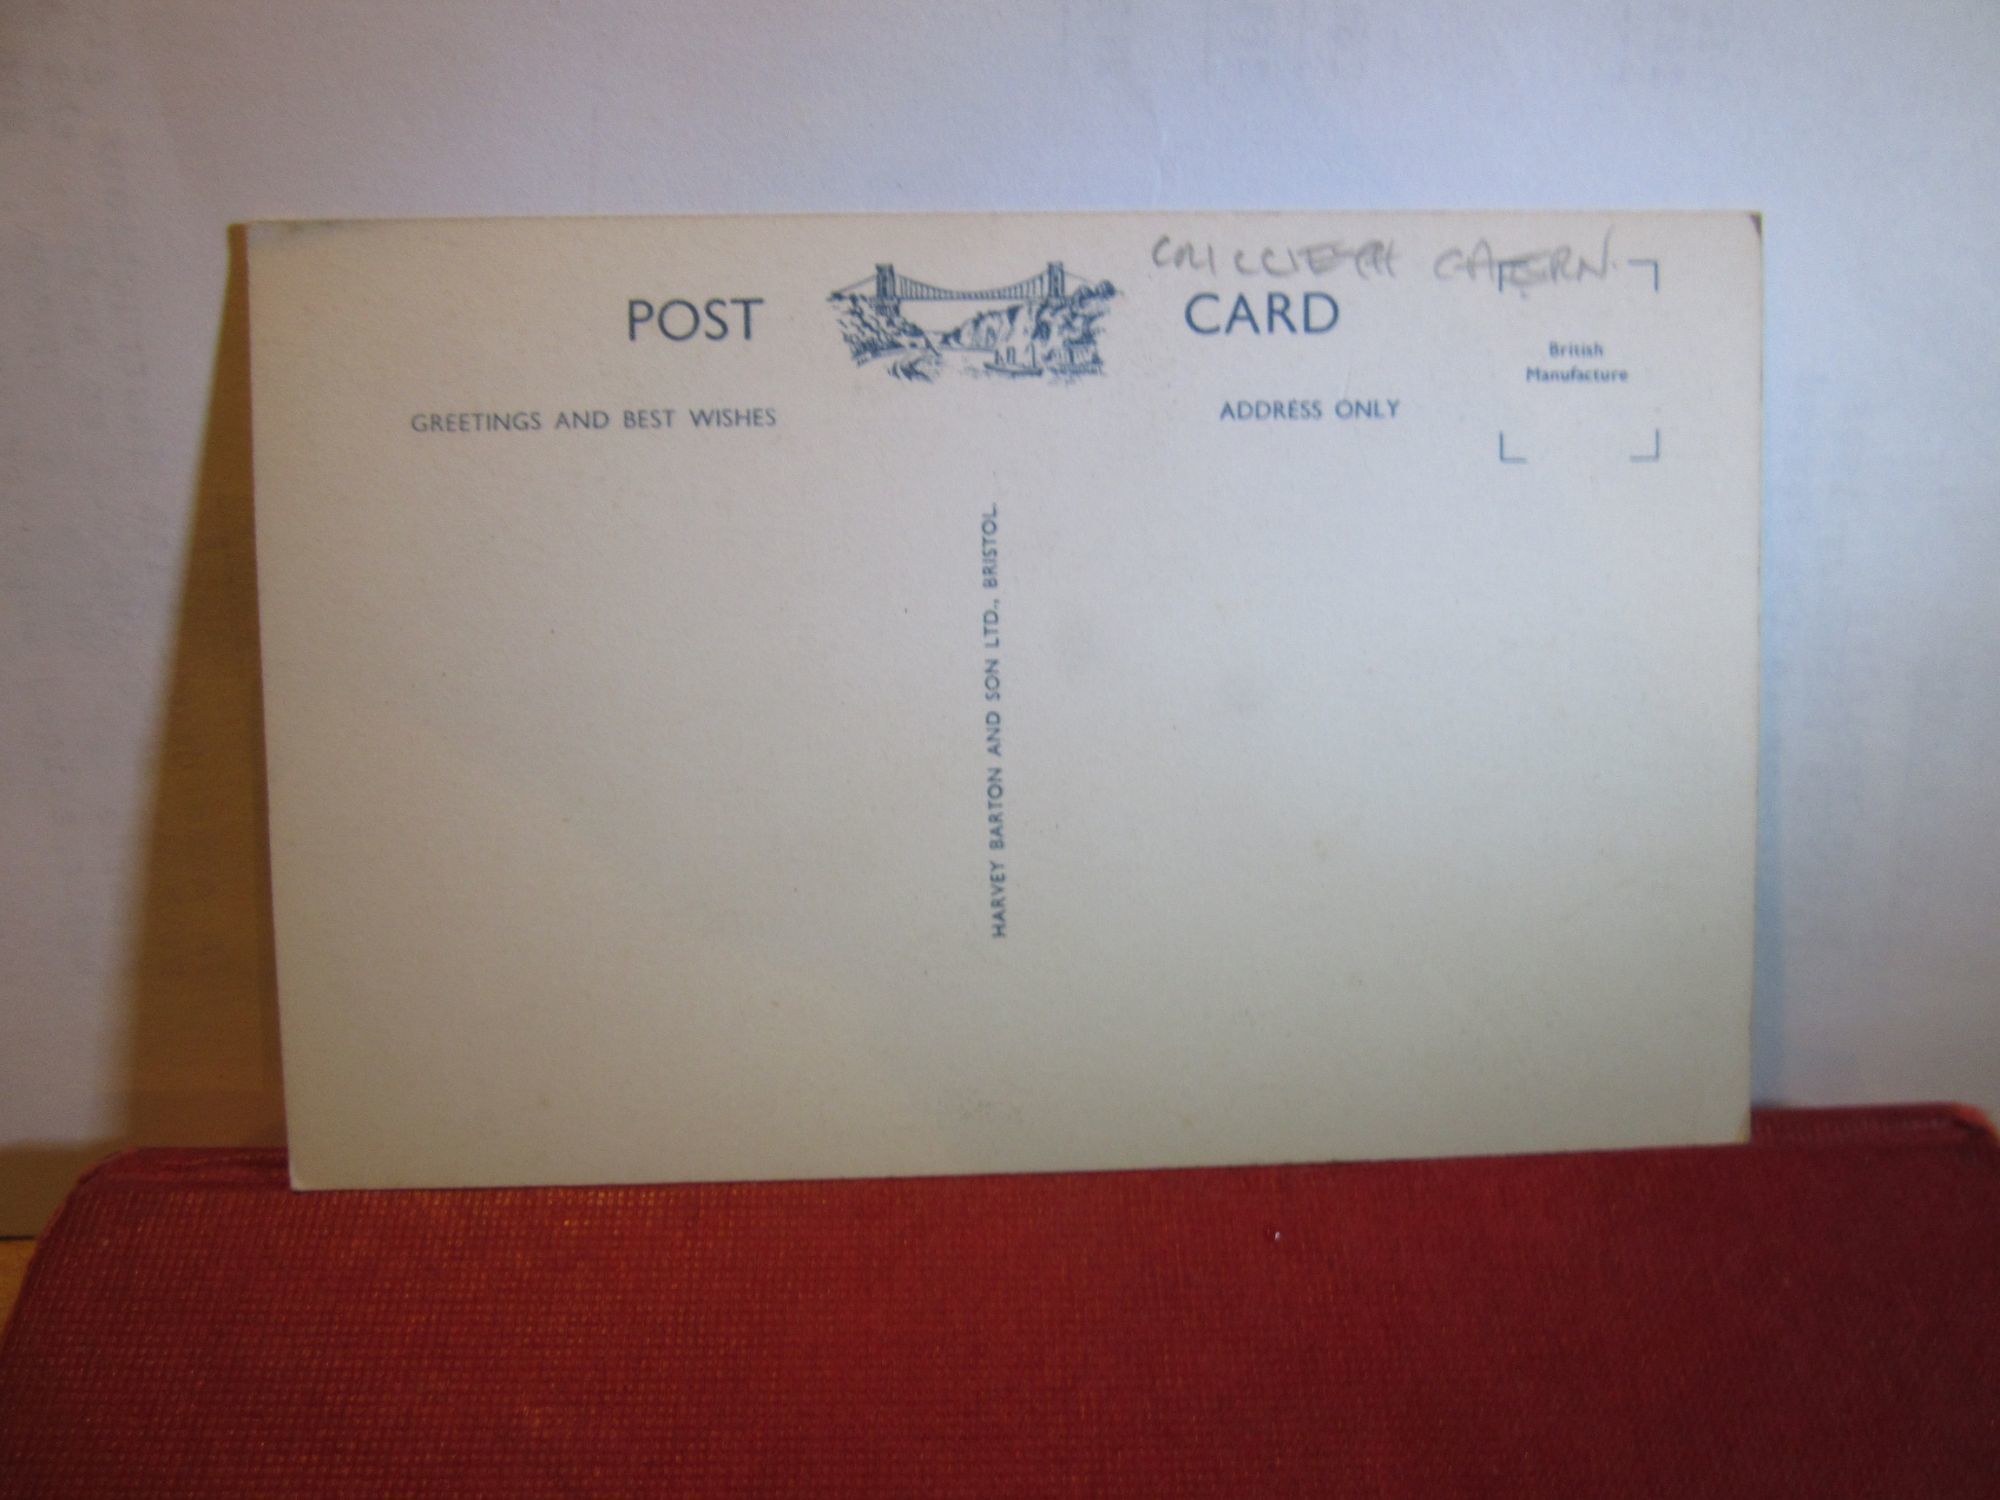 CRICCIETH CAERN.
POST CARD
British
Manufacture
GREETINGS AND BEST WISHES
ADDRESS ONLY
HARVEY BARTON AND SON LTD., BRISTOL.